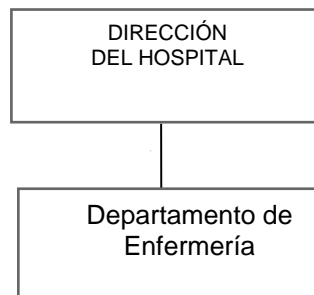 DIRECCIÓN
DEL HOSPITAL
Departamento de
Enfermería